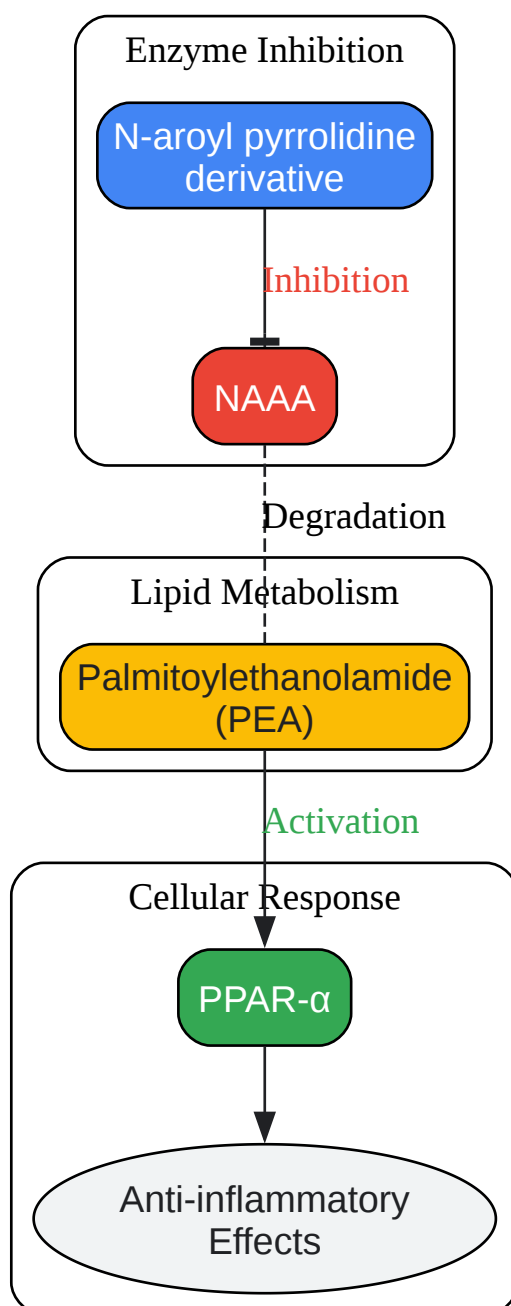 Enzyme Inhibition
N-aroyl pyrrolidine
derivative
Inhibition
NAAA
Degradation
Lipid Metabolism
Palmitoylethanolamide
(PEA)
Activation
Cellular Response
PPAR-α
Anti-inflammatory
Effects